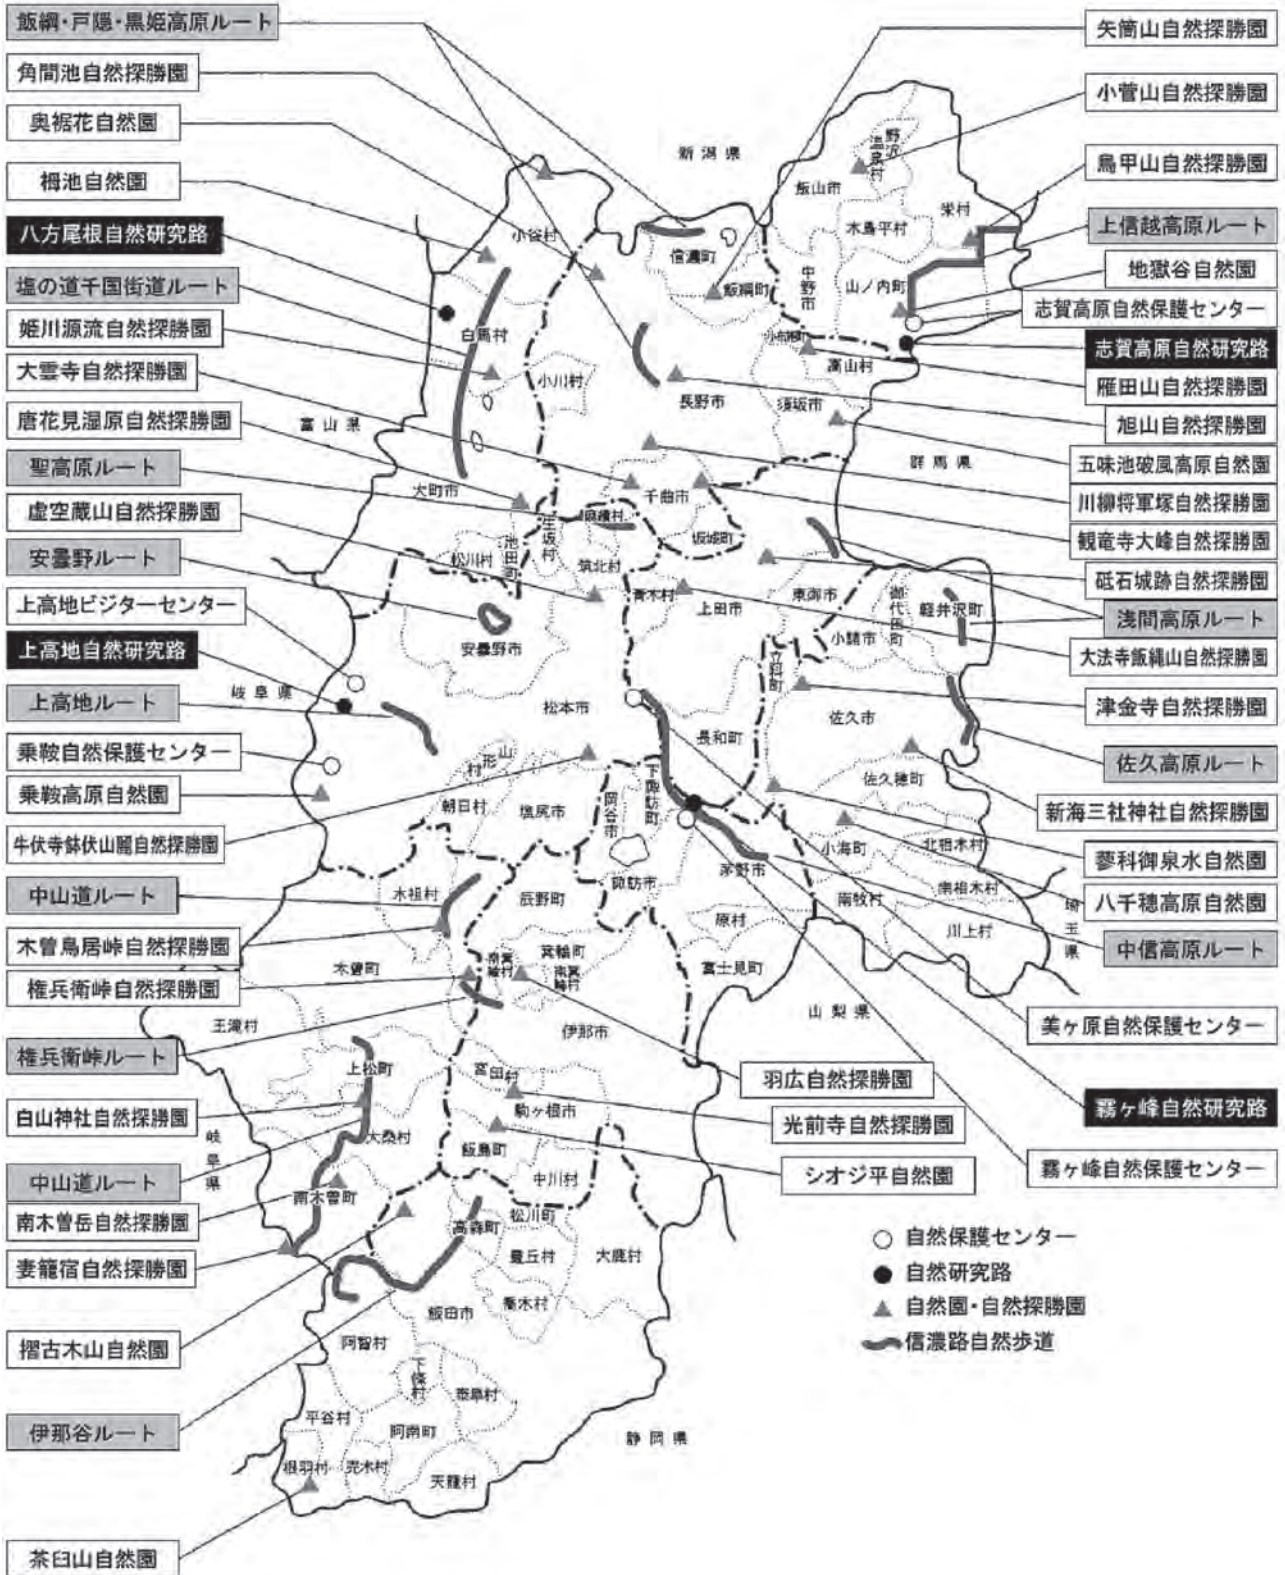 飯綱・戸隠・黒姫高原ルート
角間池自然探勝園
奥裾花自然園
栂池自然園
八方尾根自然研究路
塩の道千国街道ルート
姫川源流自然探勝園
大雲寺自然探勝園
唐花見湿原自然探勝園
聖高原ルート
虚空蔵山自然探勝園
安曇野ルート
上高地ビジターセンター
上高地自然研究路
上高地ルート
乗鞍自然保護センター
乗鞍高原自然園
牛伏寺鉢伏山麓自然探勝園
中山道ルート
木曽鳥居峠自然探勝園
権兵衛峠自然探勝園
権兵衛峠ルート
白山神社自然探勝園
中山道ルート
南木曽岳自然探勝園
妻籠宿自然探勝園
摺古木山自然園
伊那谷ルート
茶臼山自然園
矢筒山自然探勝園
小菅山自然探勝園
鳥甲山自然探勝園
上信越高原ルート
地獄谷自然園
志賀高原自然保護センター
志賀高原自然研究路
雁田山自然探勝園
旭山自然探勝園
五味池破風高原自然園
川柳将軍塚自然探勝園
観竜寺大峰自然探勝園
砥石城跡自然探勝園
浅間高原ルート
大法寺飯縄山自然探勝園
津金寺自然探勝園
佐久高原ルート
新海三社神社自然探勝園
蓼科御泉水自然園
八千穂高原自然園
中信高原ルート
美ヶ原自然保護センター
霧ヶ峰自然研究路
霧ヶ峰自然保護センター
羽広自然探勝園
光前寺自然探勝園
シオジ平自然園
新潟県
富山県
岐阜県
岐阜県
群馬県
埼玉県
山梨県
静岡県
小谷村
白馬村
小川村
大町市
信濃町
飯綱町
長野市
飯山市
野沢温泉村
木島平村
栄村
中野市
山ノ内町
小布施町
高山村
須坂市
千曲市
坂城町
麻績村
生坂村
池田町
松川村
筑北村
青木村
上田市
東御市
小諸市
御代田町
軽井沢町
安曇野市
松本市
立科町
佐久市
長和町
佐久穂町
小海町
北相木村
南相木村
南牧村
川上村
山形村
朝日村
塩尻市
岡谷市
下諏訪町
諏訪市
茅野市
原村
富士見町
木祖村
辰野町
箕輪町
南箕輪村
南箕輪村
木曽町
王滝村
伊那市
上松町
宮田村
駒ヶ根市
大桑村
飯島町
中川村
南木曽町
松川町
高森町
豊丘村
大鹿村
喬木村
飯田市
阿智村
下條村
泰阜村
平谷村
阿南町
根羽村
売木村
天龍村
自然保護センター
自然研究路
自然園・自然探勝園
信濃路自然歩道